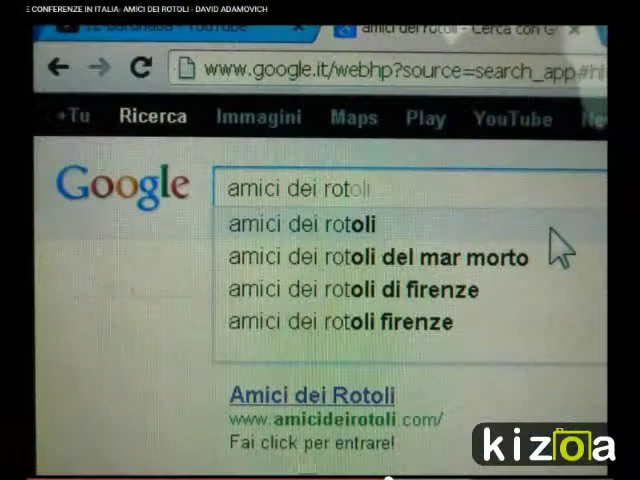 E CONFERENZE IN ITALIA- AMICI DEI ROTOLI - DAVID ADAMOVICH
YouTube
amici dei rotoli - Cerca con G
www.google.it/webhp?source=search_app#hl
+Tu Ricerca Immagini Maps Play YouTube Ne
Google
amici dei rotoli
amici dei rotoli
amici dei rotoli del mar morto
amici dei rotoli di firenze
amici dei rotoli firenze
Amici dei Rotoli
www.amicideirotoli.com/
Fai click per entrare!
kizoa